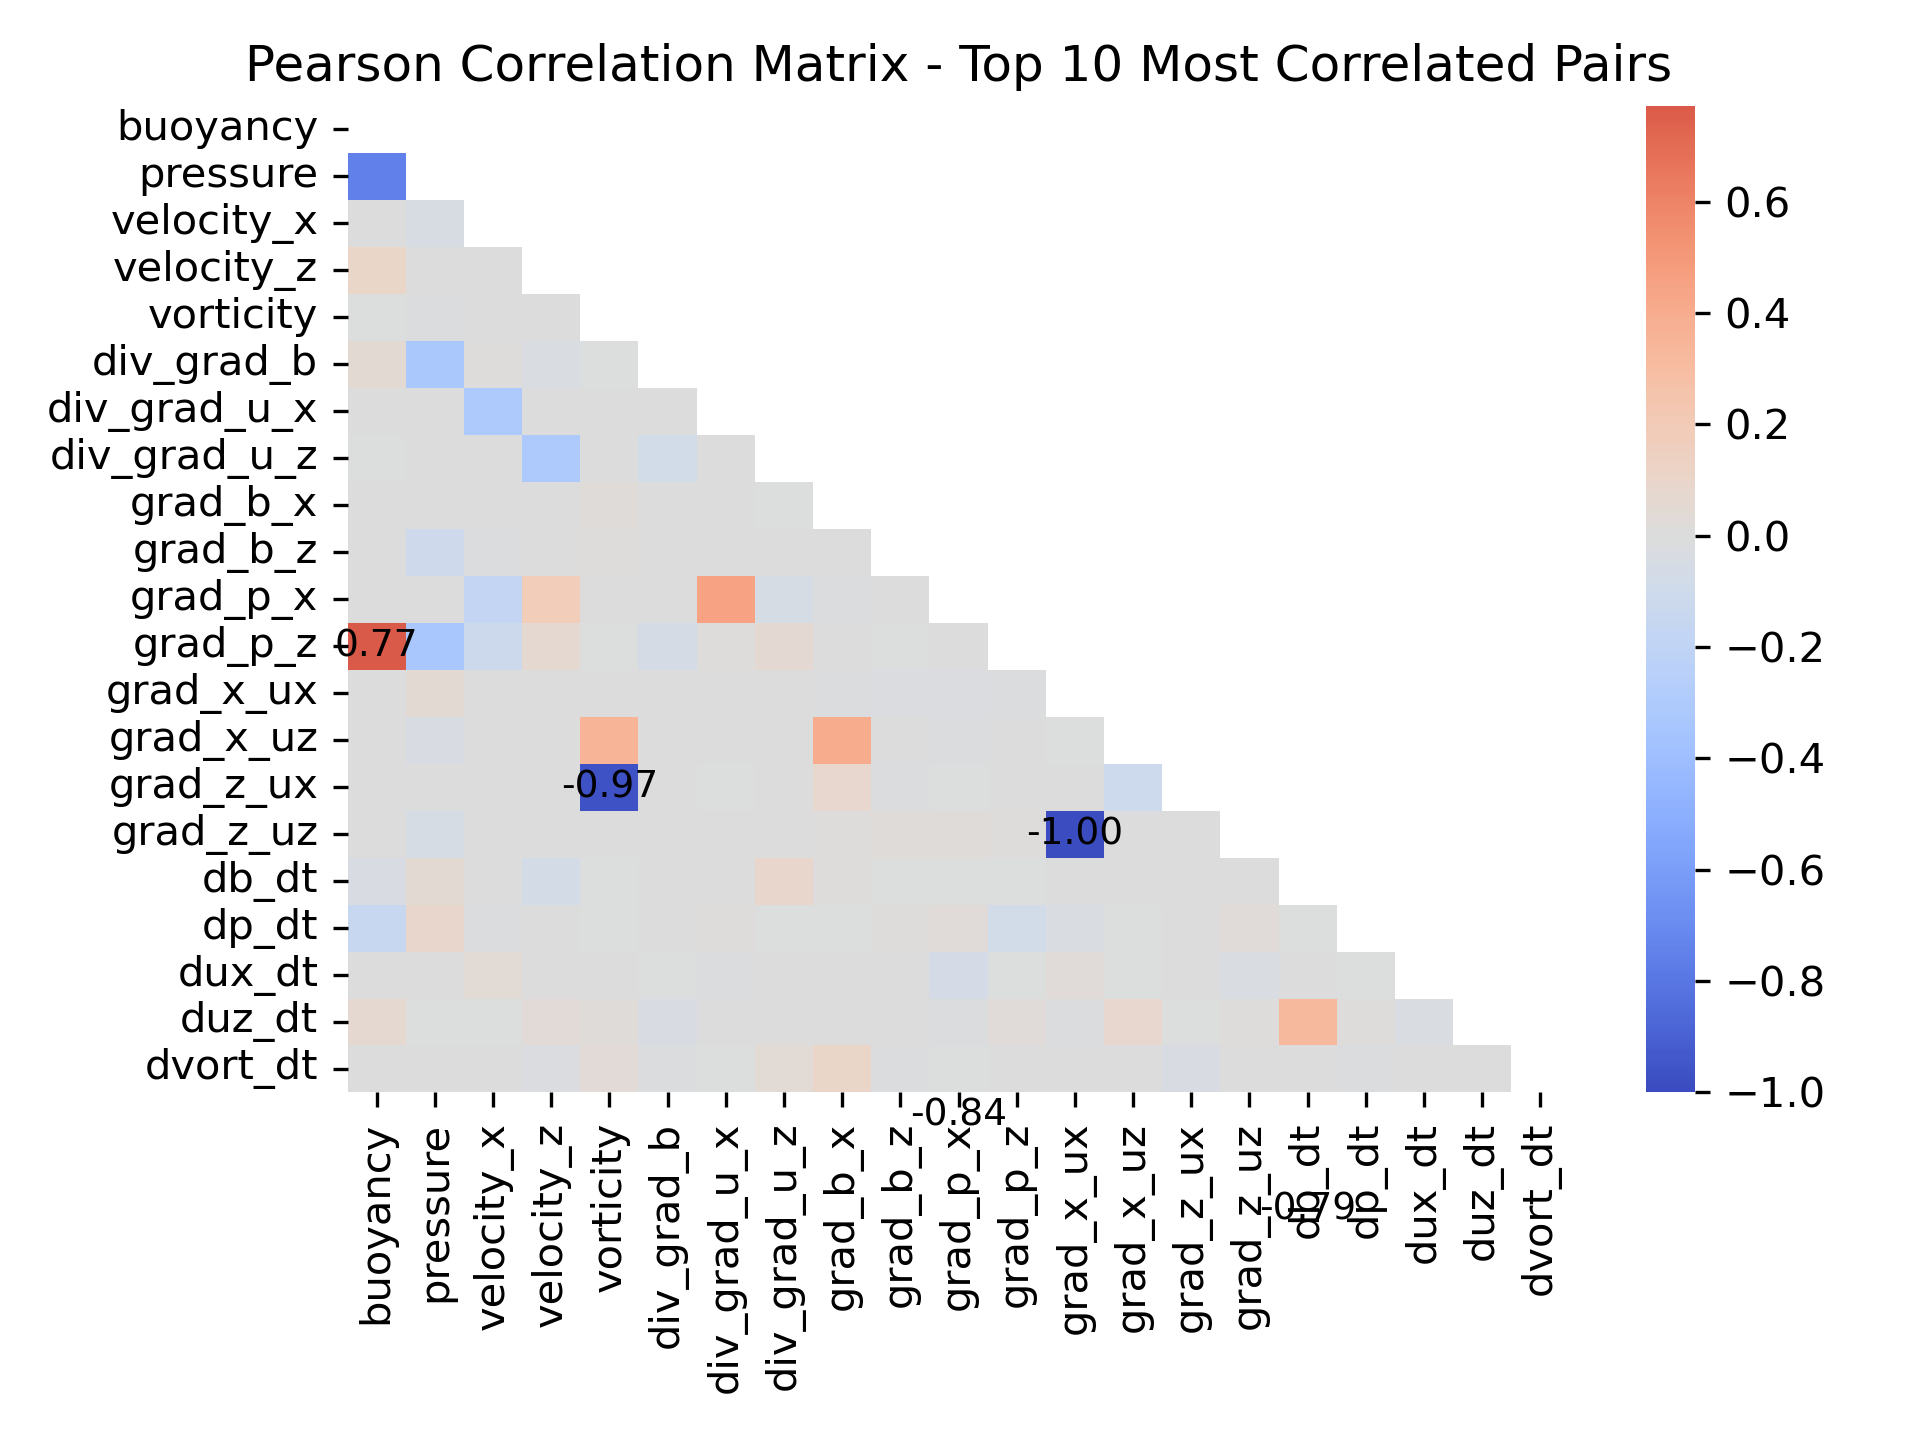 Pearson Correlation Matrix - Top 10 Most Correlated Pairs
buoyancy
pressure
velocity_x
velocity_z
vorticity
div_grad_b
div_grad_u_x
div_grad_u_z
grad_b_x
grad_b_z
grad_p_x
grad_p_z
grad_x_ux
grad_x_uz
grad_z_ux
grad_z_uz
db_dt
dp_dt
dux_dt
duz_dt
dvort_dt
0.77
-0.97
-1.00
-0.84
-0.79
buoyancy
pressure
velocity_x
velocity_z
vorticity
div_grad_b
div_grad_u_x
div_grad_u_z
grad_b_x
grad_b_z
grad_p_x
grad_p_z
grad_x_ux
grad_x_uz
grad_z_ux
grad_z_uz
db_dt
dp_dt
dux_dt
duz_dt
dvort_dt
0.6
0.4
0.2
0.0
−0.2
−0.4
−0.6
−0.8
−1.0